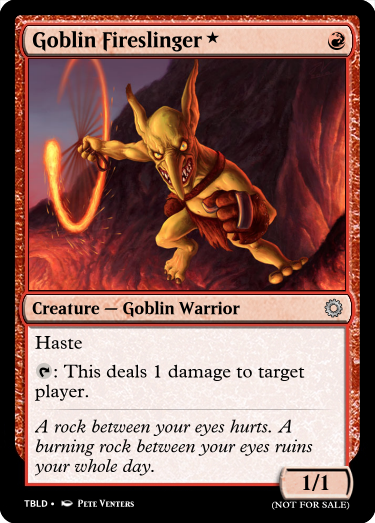 Goblin Fireslinger ★
Creature — Goblin Warrior
Haste
: This deals 1 damage to target
player.
A rock between your eyes hurts. A
burning rock between your eyes ruins
your whole day.
1/1
TBLD • Pete Venters
(NOT FOR SALE)